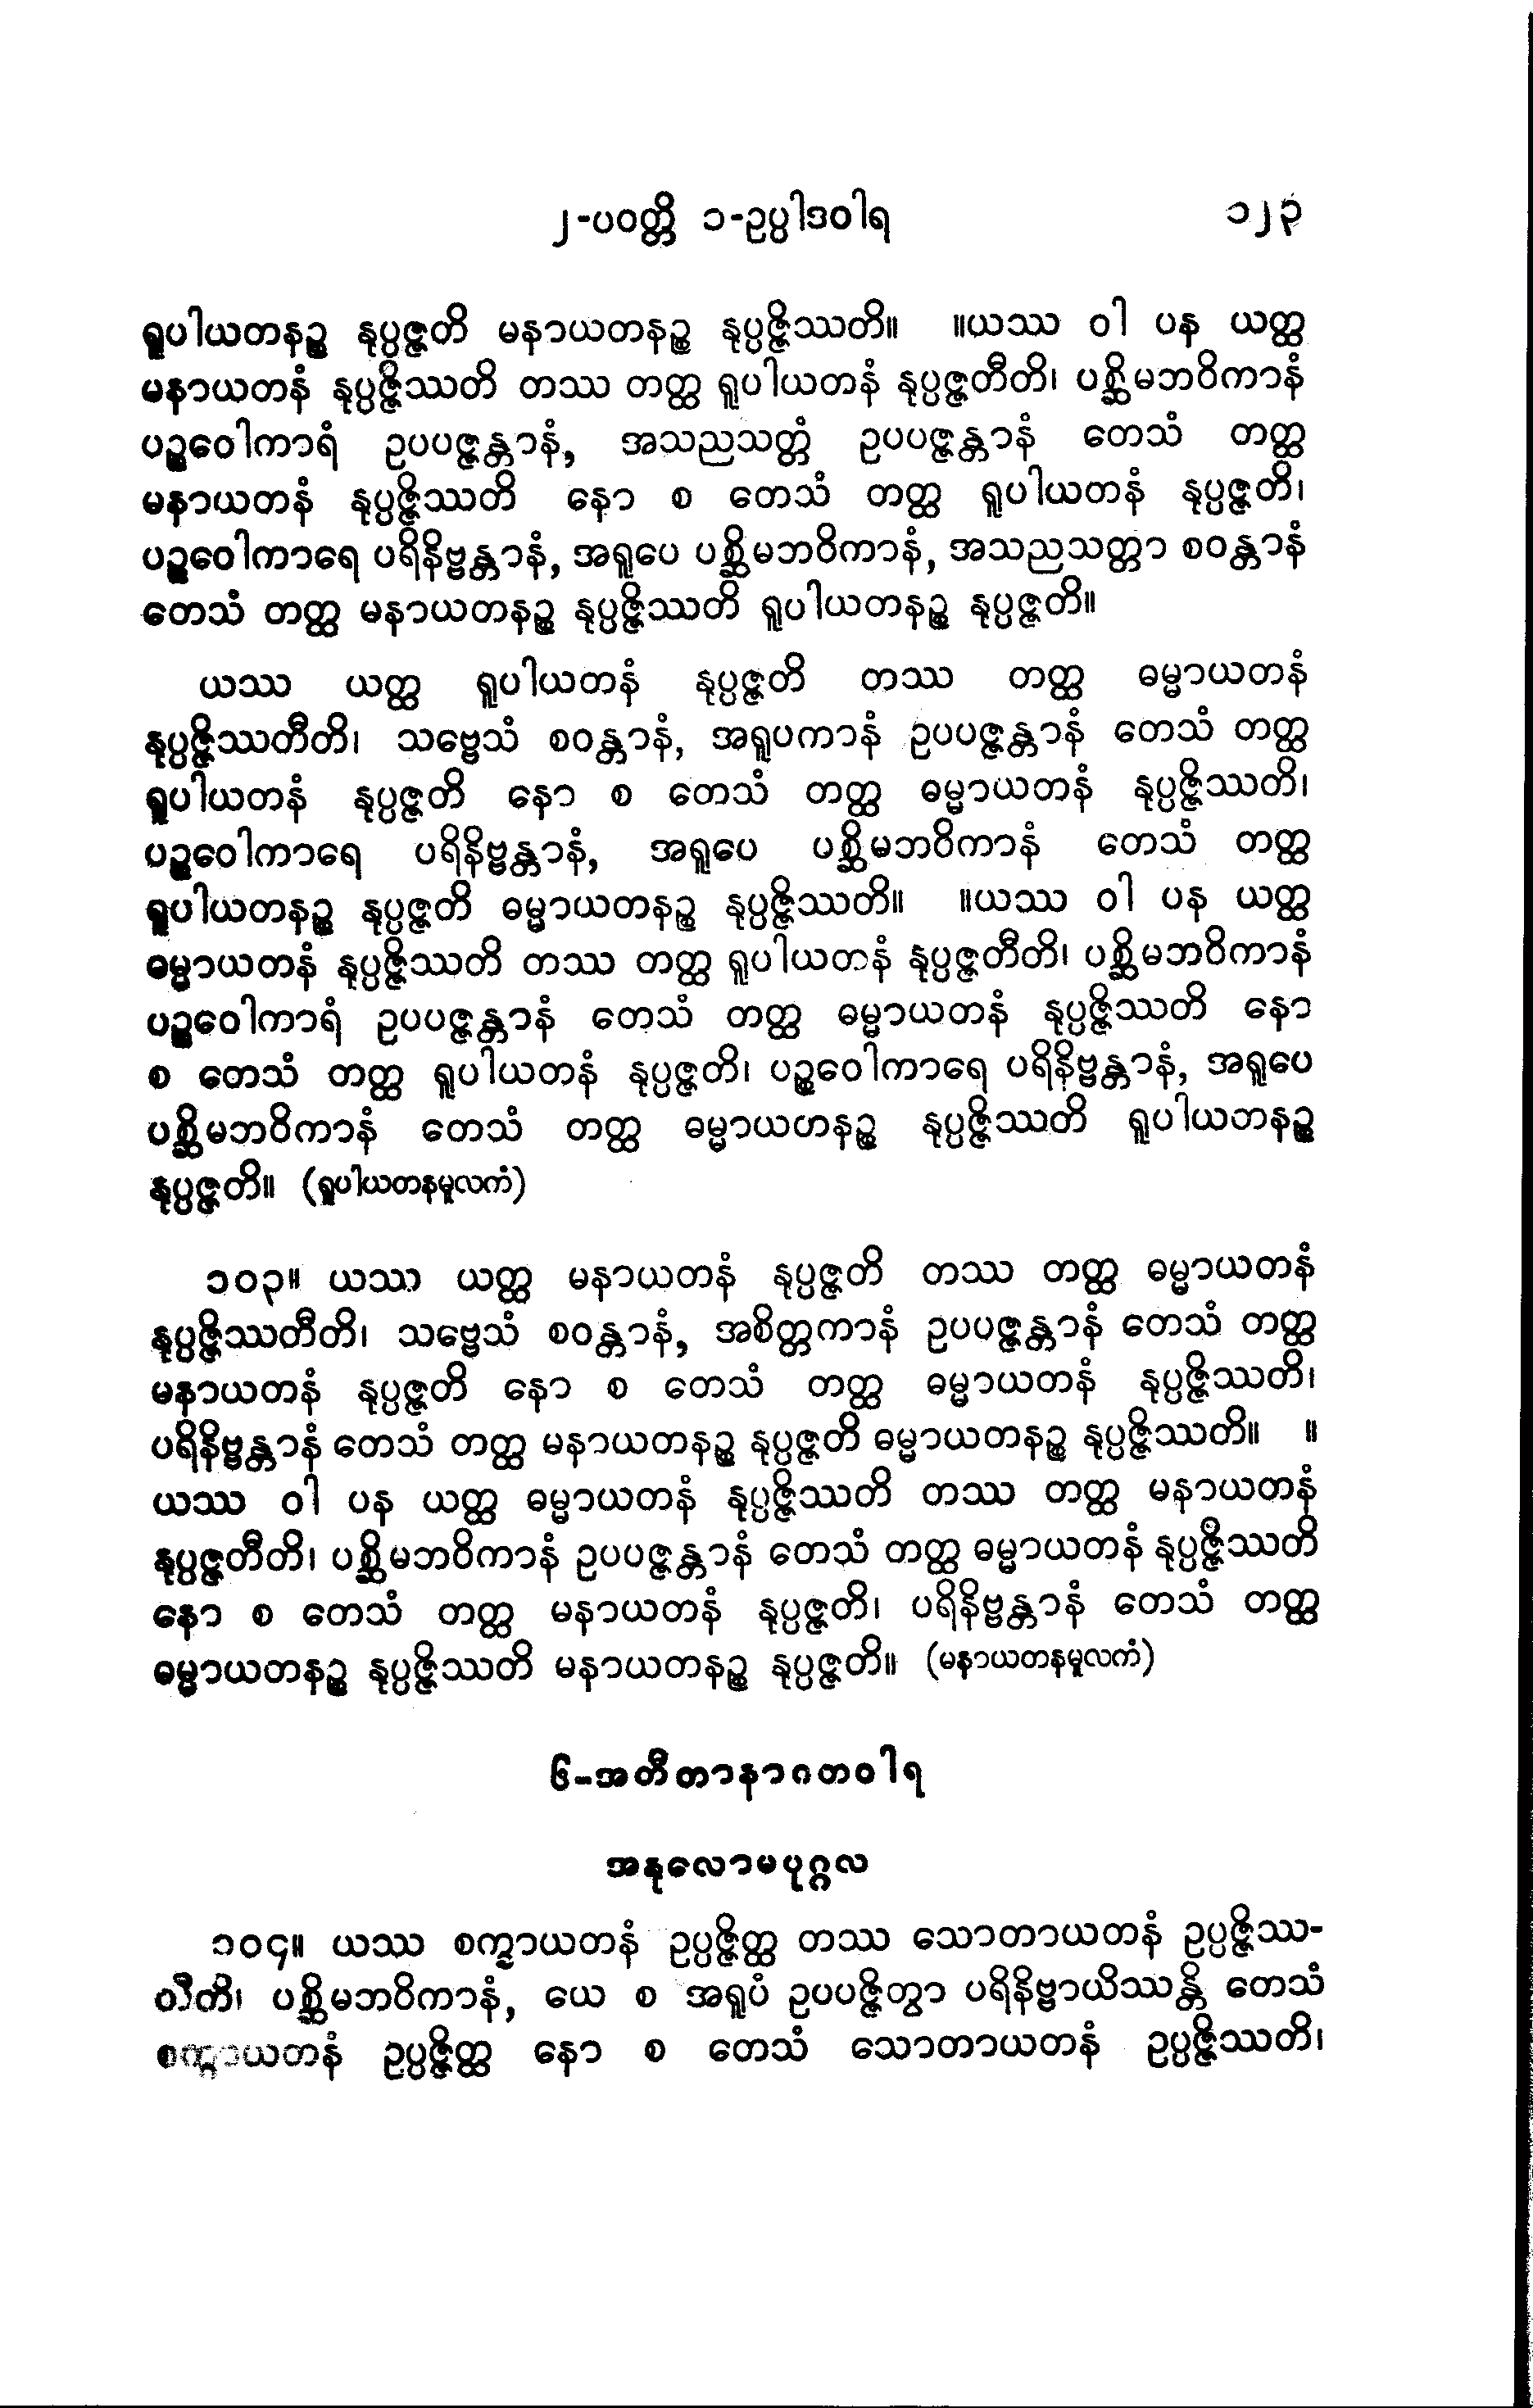 ၂-ပဝတ္တိ ၁-ဥပ္ပါဒဝါရ ၁၂၃
ရူပါယတနဉ္စ နုပ္ပဇ္ဇတိ မနာယတနဉ္စ နုပ္ပဇ္ဇိဿတိ။ ။ယဿ ဝါ ပန ယတ္ထ
မနာယတနံ နုပ္ပဇ္ဇိဿတိ တဿ တတ္ထ ရူပါယတနံ နုပ္ပဇ္ဇတီတိ၊ ပစ္ဆိမဘဝိကာနံ
ပဉ္စဝေါကာရံ ဥပပဇ္ဇန္တာနံ, အသညသတ္တံ ဥပပဇ္ဇန္တာနံ တေသံ တတ္ထ
မနာယတနံ နုပ္ပဇ္ဇိဿတိ နော စ တေသံ တတ္ထ ရူပါယတနံ နုပ္ပဇ္ဇတိ၊
ပဉ္စဝေါကာရေ ပရိနိဗ္ဗန္တာနံ, အရူပေ ပစ္ဆိမဘဝိကာနံ, အသညသတ္တာ စဝန္တာနံ
တေသံ တတ္ထ မနာယတနဉ္စ နုပ္ပဇ္ဇိဿတိ ရူပါယတနဉ္စ နုပ္ပဇ္ဇတိ။
ယဿ ယတ္ထ ရူပါယတနံ နုပ္ပဇ္ဇတိ တဿ တတ္ထ ဓမ္မာယတနံ
နုပ္ပဇ္ဇိဿတီတိ၊ သဗ္ဗေသံ စဝန္တာနံ, အရူပကာနံ ဥပပဇ္ဇန္တာနံ တေသံ တတ္ထ
ရူပါယတနံ နုပ္ပဇ္ဇတိ နော စ တေသံ တတ္ထ ဓမ္မာယတနံ နုပ္ပဇ္ဇိဿတိ၊
ပဉ္စဝေါကာရေ ပရိနိဗ္ဗန္တာနံ, အရူပေ ပစ္ဆိမဘဝိကာနံ တေသံ တတ္ထ
ရူပါယတနဉ္စ နုပ္ပဇ္ဇတိ ဓမ္မာယတနဉ္စ နုပ္ပဇ္ဇိဿတိ။ ။ယဿ ဝါ ပန ယတ္ထ
ဓမ္မာယတနံ နုပ္ပဇ္ဇိဿတိ တဿ တတ္ထ ရူပါယတနံ နုပ္ပဇ္ဇတီတိ၊ ပစ္ဆိမဘဝိကာနံ
ပဉ္စဝေါကာရံ ဥပပဇ္ဇန္တာနံ တေသံ တတ္ထ ဓမ္မာယတနံ နုပ္ပဇ္ဇိဿတိ နော
စ တေသံ တတ္ထ ရူပါယတနံ နုပ္ပဇ္ဇတိ၊ ပဉ္စဝေါကာရေ ပရိနိဗ္ဗန္တာနံ, အရူပေ
ပစ္ဆိမဘဝိကာနံ တေသံ တတ္ထ ဓမ္မာယတနဉ္စ နုပ္ပဇ္ဇိဿတိ ရူပါယတနဉ္စ
နုပ္ပဇ္ဇတိ။ (ရူပါယတနမူလကံ)
၁၀၃။ ယဿ ယတ္ထ မနာယတနံ နုပ္ပဇ္ဇတိ တဿ တတ္ထ ဓမ္မာယတနံ
နုပ္ပဇ္ဇိဿတီတိ၊ သဗ္ဗေသံ စဝန္တာနံ, အစိတ္တကာနံ ဥပပဇ္ဇန္တာနံ တေသံ တတ္ထ
မနာယတနံ နုပ္ပဇ္ဇတိ နော စ တေသံ တတ္ထ ဓမ္မာယတနံ နုပ္ပဇ္ဇိဿတိ၊
ပရိနိဗ္ဗန္တာနံ တေသံ တတ္ထ မနာယတနဉ္စ နုပ္ပဇ္ဇတိ ဓမ္မာယတနဉ္စ နုပ္ပဇ္ဇိဿတိ။ ။
ယဿ ဝါ ပန ယတ္ထ ဓမ္မာယတနံ နုပ္ပဇ္ဇိဿတိ တဿ တတ္ထ မနာယတနံ
နုပ္ပဇ္ဇတီတိ၊ ပစ္ဆိမဘဝိကာနံ ဥပပဇ္ဇန္တာနံ တေသံ တတ္ထ ဓမ္မာယတနံ နုပ္ပဇ္ဇိဿတိ
နော စ တေသံ တတ္ထ မနာယတနံ နုပ္ပဇ္ဇတိ၊ ပရိနိဗ္ဗန္တာနံ တေသံ တတ္ထ
ဓမ္မာယတနဉ္စ နုပ္ပဇ္ဇိဿတိ မနာယတနဉ္စ နုပ္ပဇ္ဇတိ။ (မနာယတနမူလကံ)
၆-အတီတာနာဂတဝါရ
အနုလောမပုဂ္ဂလ
၁၀၄။ ယဿ စက္ခာယတနံ ဥပ္ပဇ္ဇိတ္ထ တဿ သောတာယတနံ ဥပ္ပဇ္ဇိဿ-
တီတိ၊ ပစ္ဆိမဘဝိကာနံ, ယေ စ အရူပံ ဥပပဇ္ဇိတွာ ပရိနိဗ္ဗာယိဿန္တိ တေသံ
စက္ခာယတနံ ဥပ္ပဇ္ဇိတ္ထ နော စ တေသံ သောတာယတနံ ဥပ္ပဇ္ဇိဿတိ၊